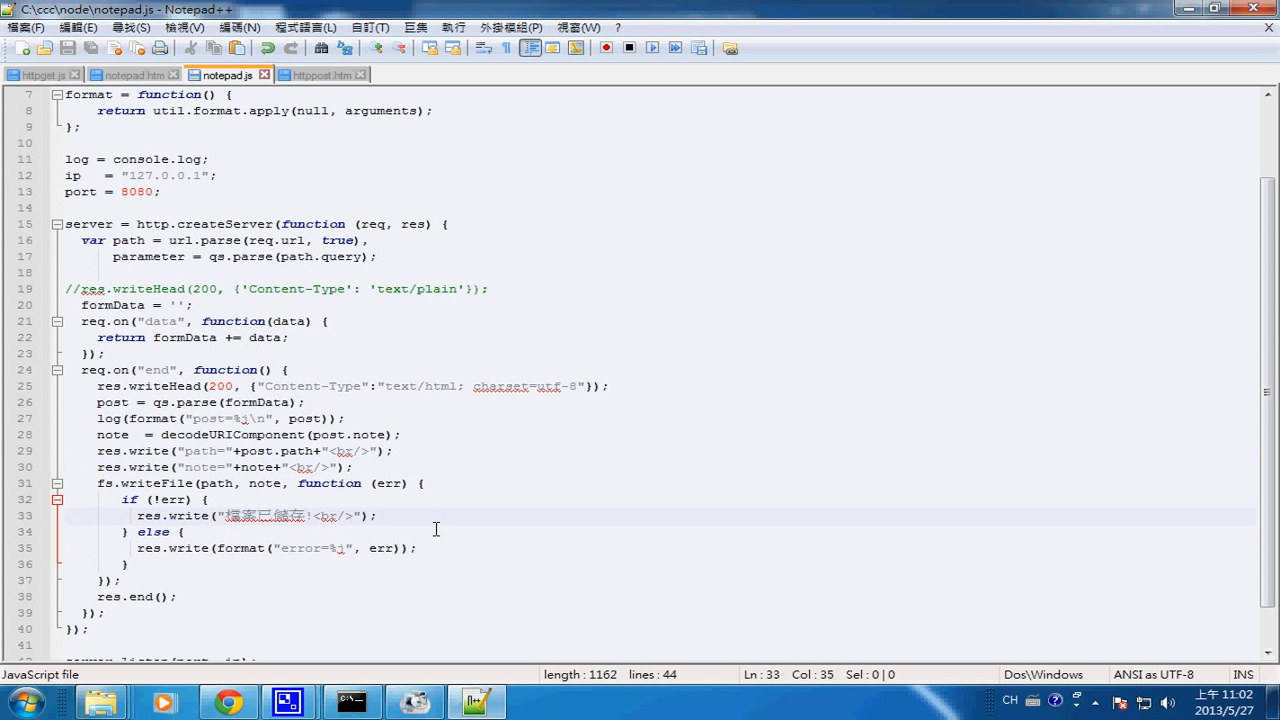 C:\ccc\node\notepad.js - Notepad++
檔案(F) 編輯(E) 尋找(S) 檢視(V) 編碼(N) 程式語言(L) 自訂(T) 巨集 執行 外掛模組(P) 視窗(W) ? X
httpget.js notepad.htm notepad.js httppost.htm
7 format = function() {
8 return util.format.apply(null, arguments);
9 };
10
11 log = console.log;
12 ip = "127.0.0.1";
13 port = 8080;
14
15 server = http.createServer(function (req, res) {
16 var path = url.parse(req.url, true),
17 parameter = qs.parse(path.query);
18
19 //res.writeHead(200, {'Content-Type': 'text/plain'});
20 formData = '';
21 req.on("data", function(data) {
22 return formData += data;
23 });
24 req.on("end", function() {
25 res.writeHead(200, {"Content-Type":"text/html; charset=utf-8"});
26 post = qs.parse(formData);
27 log(format("post=%j\n", post));
28 note = decodeURIComponent(post.note);
29 res.write("path="+post.path+"<br/>");
30 res.write("note="+note+"<br/>");
31 fs.writeFile(path, note, function (err) {
32 if (!err) {
33 res.write("檔案已儲存!<br/>");
34 } else {
35 res.write(format("error=%j", err));
36 }
37 });
38 res.end();
39 });
40 });
41
JavaScript file length : 1162 lines : 44 Ln : 33 Col : 35 Sel : 0 | 0 Dos\Windows ANSI as UTF-8 INS
CH 上午 11:02
2013/5/27